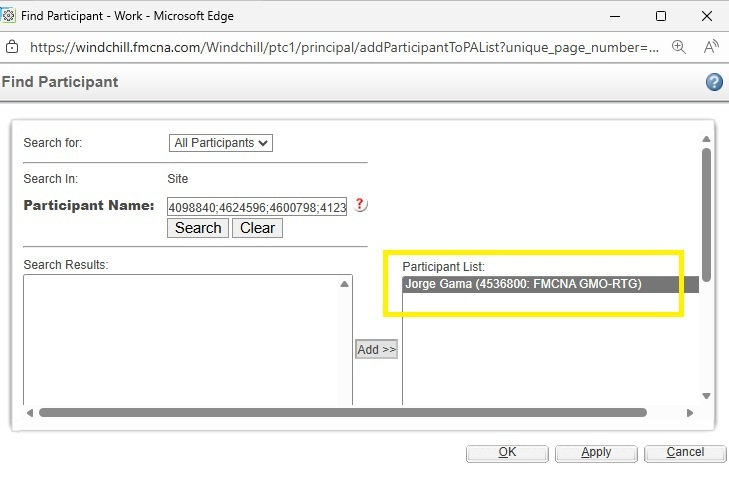 Find Participant - Work - Microsoft Edge
https://windchill.fmcna.com/Windchill/ptc1/principal/addParticipantToPAList?unique_page_number=...
Find Participant
Search for:
All Participants
Search In:
Site
Participant Name:
4098840;4624596;4600798;4123
Search
Clear
Search Results:
Participant List:
Jorge Gama (4536800: FMCNA GMO-RTG)
Add >>
OK
Apply
Cancel